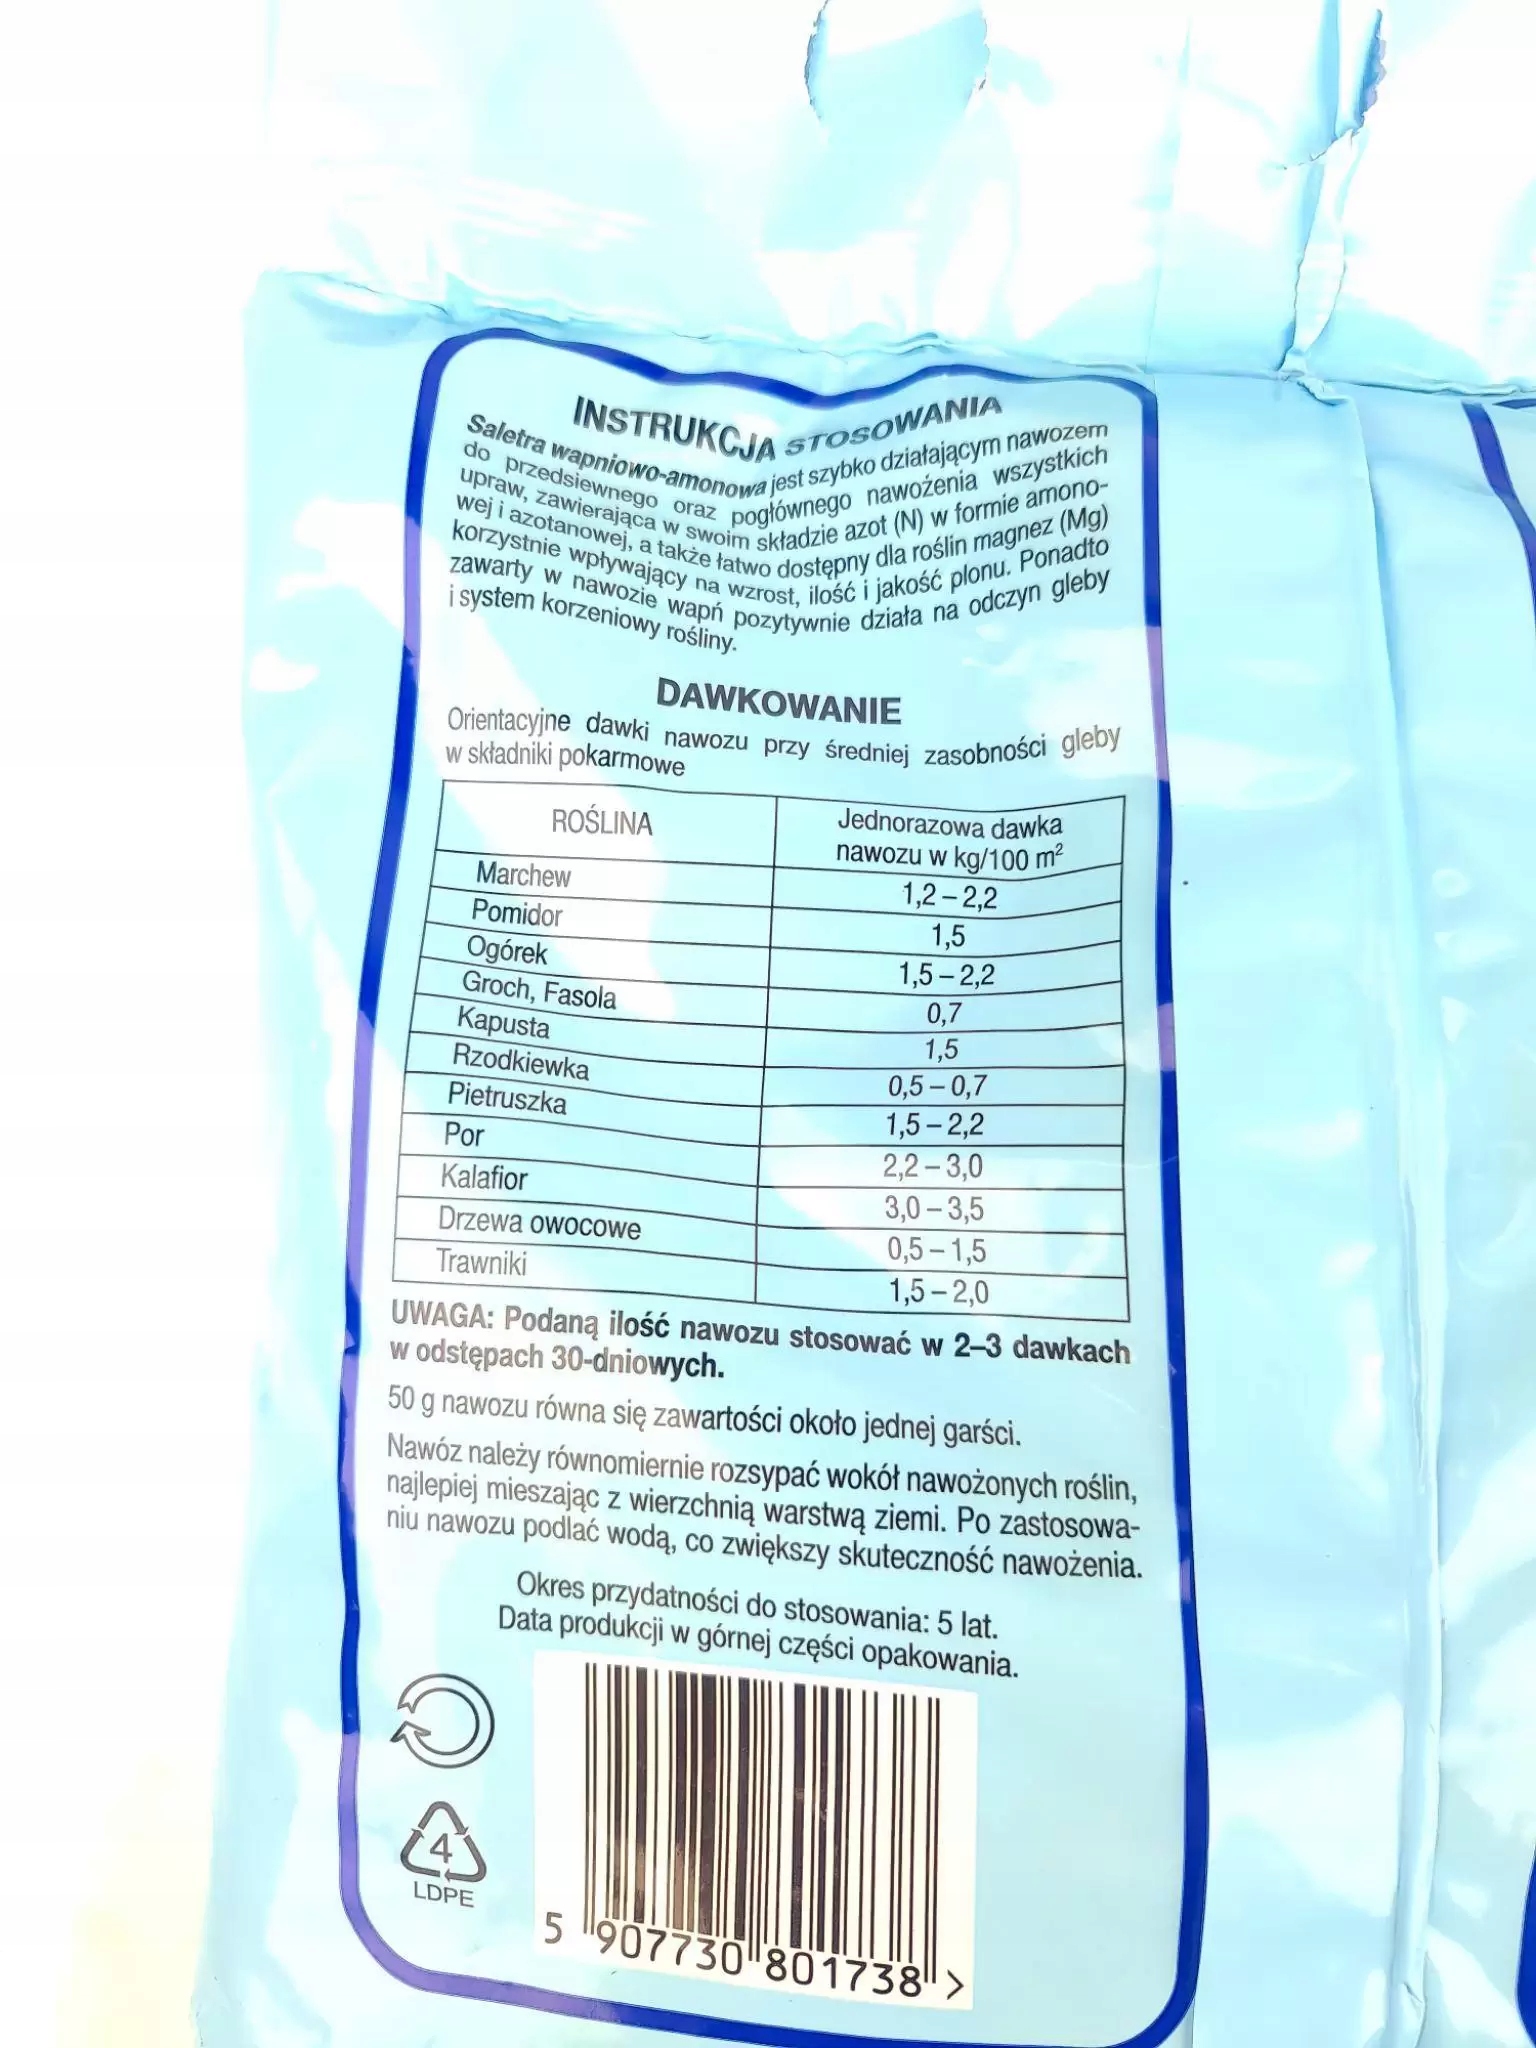 INSTRUKCJA STOSOWANIA
Saletra wapniowo-amonowa jest szybko działającym nawozem
do przedsiewnego oraz pogłównego nawożenia wszystkich
upraw, zawierająca w swoim składzie azot (N) w formie amono-
wej i azotanowej, a także łatwo dostępny dla roślin magnez (Mg)
korzystnie wpływający na wzrost, ilość i jakość plonu. Ponadto
zawarty w nawozie wapń pozytywnie działa na odczyn gleby
i system korzeniowy rośliny.
DAWKOWANIE
Orientacyjne dawki nawozu przy średniej zasobności gleby
w składniki pokarmowe
ROŚLINA Jednorazowa dawka
nawozu w kg/100 m²
Marchew 1,2 – 2,2
Pomidor 1,5
Ogórek 1,5 – 2,2
Groch, Fasola 0,7
Kapusta 1,5
Rzodkiewka 0,5 – 0,7
Pietruszka 1,5 – 2,2
Por 2,2 – 3,0
Kalafior 3,0 – 3,5
Drzewa owocowe 0,5 – 1,5
Trawniki 1,5 – 2,0
UWAGA: Podaną ilość nawozu stosować w 2–3 dawkach
w odstępach 30-dniowych.
50 g nawozu równa się zawartości około jednej garści.
Nawóz należy równomiernie rozsypać wokół nawożonych roślin,
najlepiej mieszając z wierzchnią warstwą ziemi. Po zastosowa-
niu nawozu podlać wodą, co zwiększy skuteczność nawożenia.
Okres przydatności do stosowania: 5 lat.
Data produkcji w górnej części opakowania.
4
LDPE
5 907730 801738 >